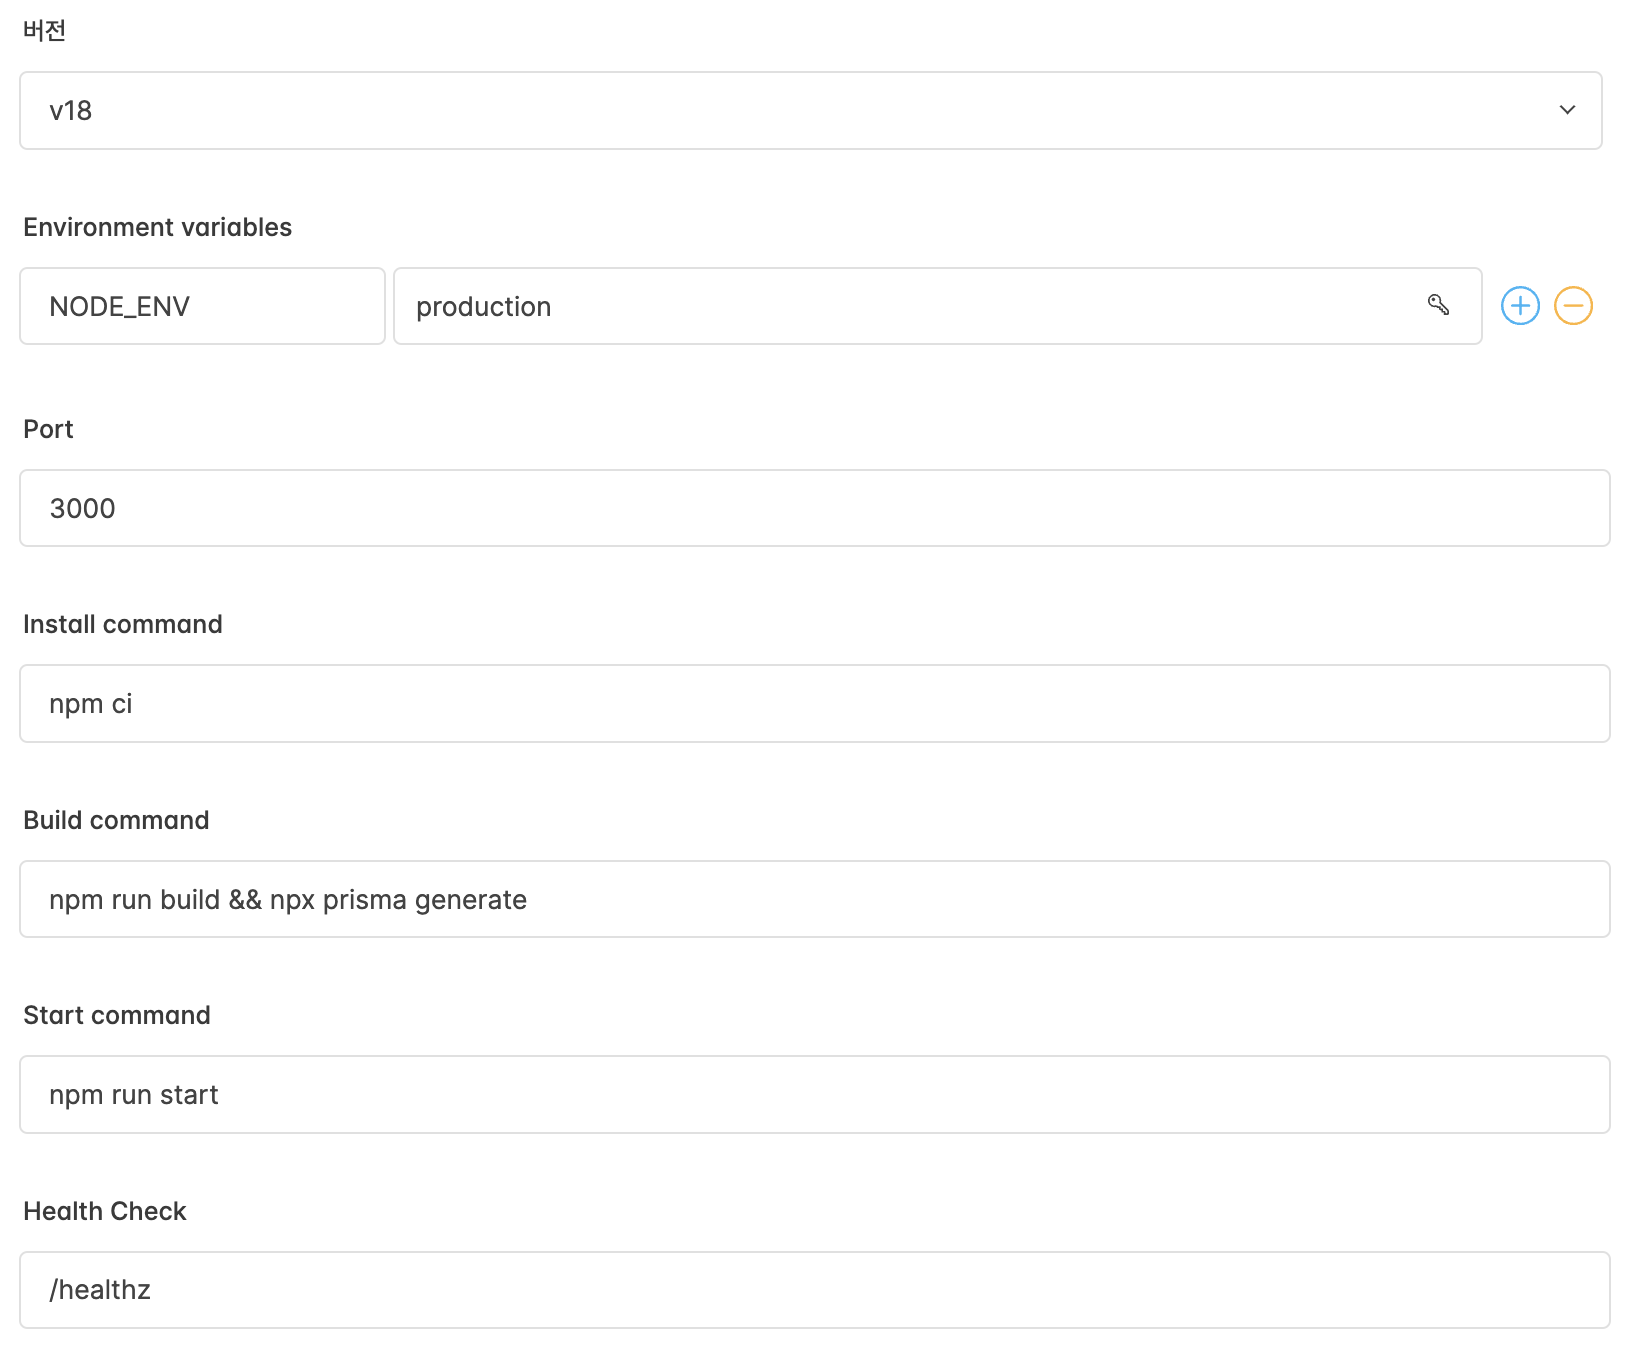 버전
v18
Environment variables
NODE_ENV production
Port
3000
Install command
npm ci
Build command
npm run build && npx prisma generate
Start command
npm run start
Health Check
/healthz